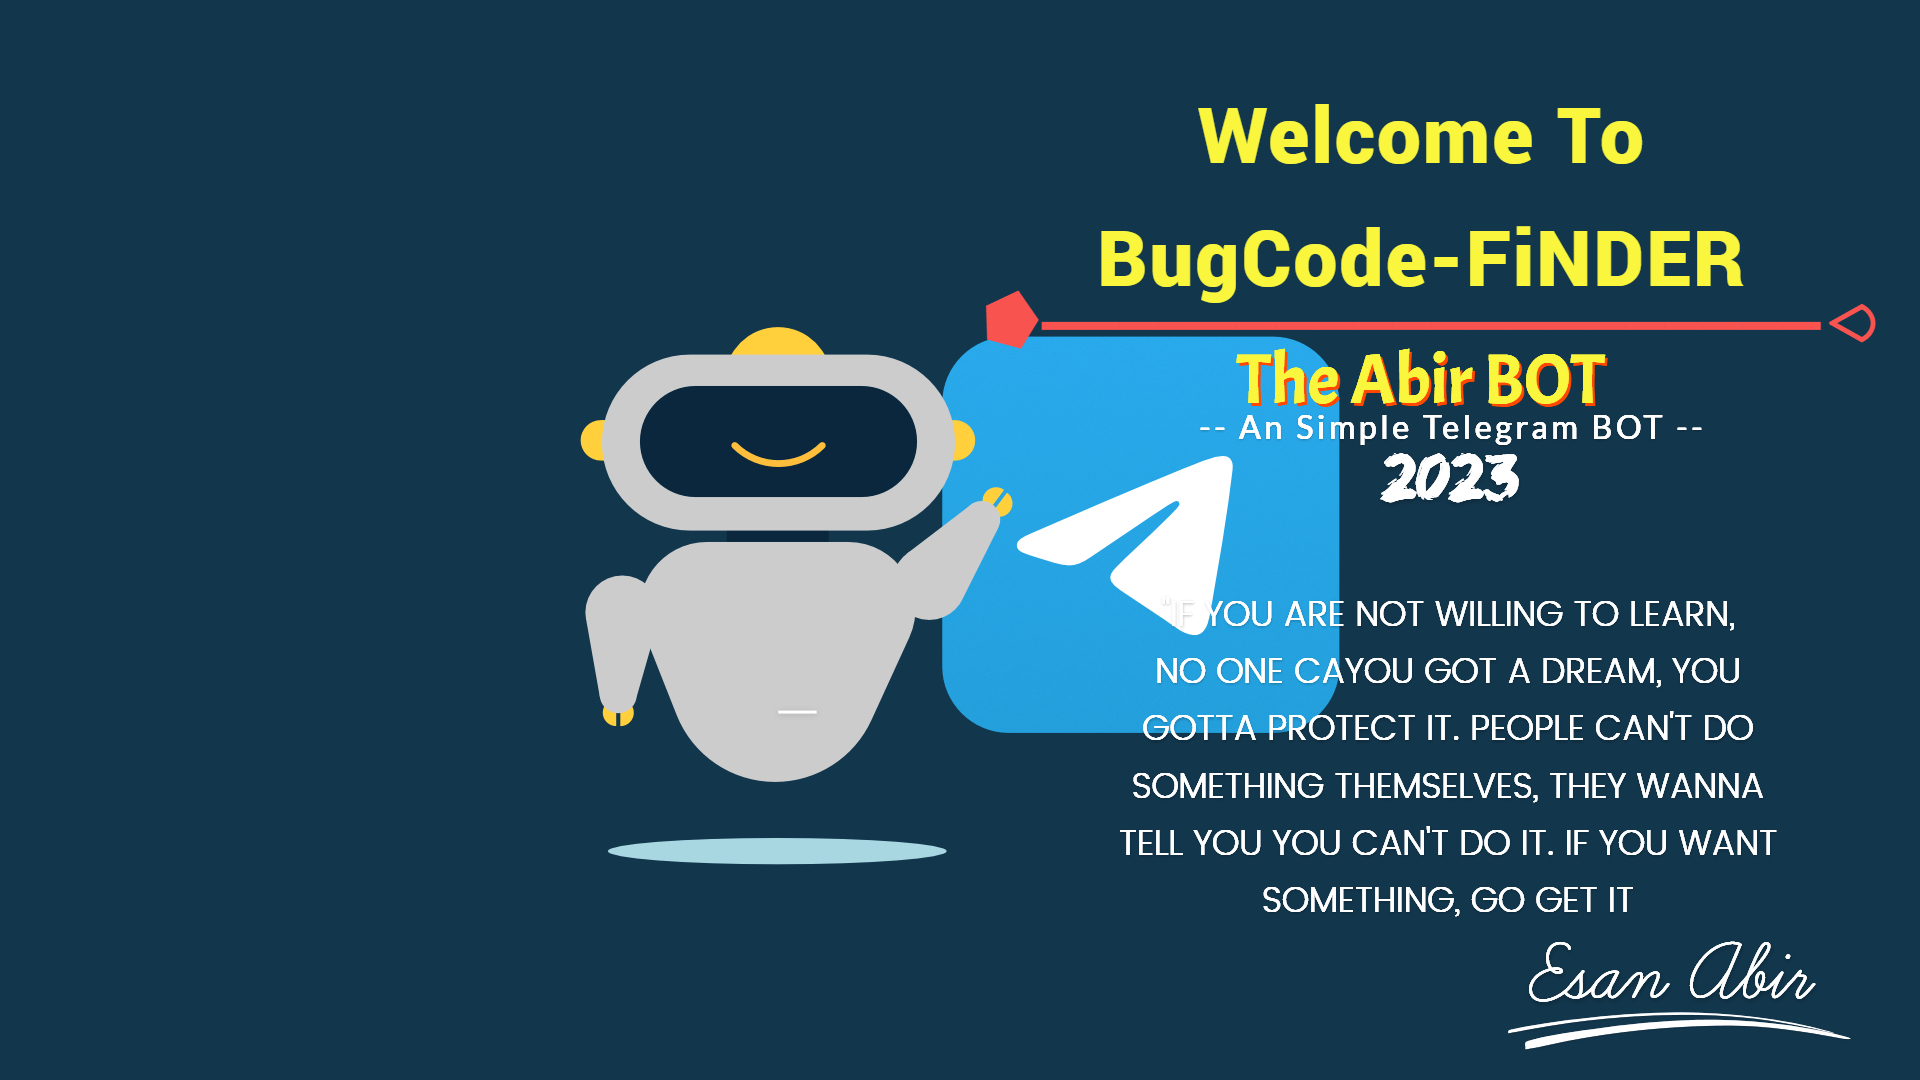 Welcome To
BugCode-FiNDER
The Abir BOT
-- An Simple Telegram BOT --
2023
"IF YOU ARE NOT WILLING TO LEARN,
NO ONE CAYOU GOT A DREAM, YOU
GOTTA PROTECT IT. PEOPLE CAN'T DO
SOMETHING THEMSELVES, THEY WANNA
TELL YOU YOU CAN'T DO IT. IF YOU WANT
SOMETHING, GO GET IT
Esan Abir